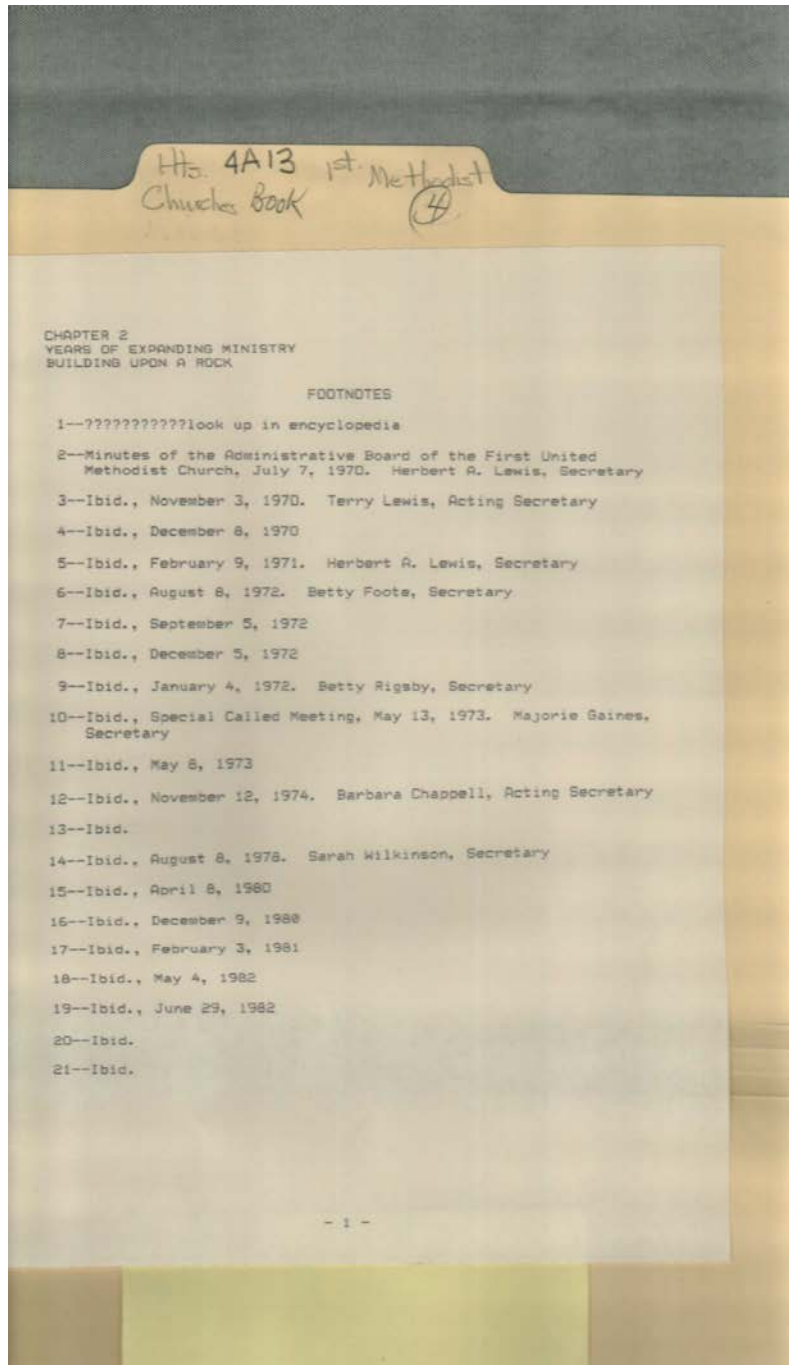 Hts. 4A13 1st. Methodist
Churches Book 4
CHAPTER 2
YEARS OF EXPANDING MINISTRY
BUILDING UPON A ROCK
FOOTNOTES
1--???????????look up in encyclopedia
2--Minutes of the Administrative Board of the First United
Methodist Church, July 7, 1970. Herbert A. Lewis, Secretary
3--Ibid., November 3, 1970. Terry Lewis, Acting Secretary
4--Ibid., December 8, 1970
5--Ibid., February 9, 1971. Herbert A. Lewis, Secretary
6--Ibid., August 8, 1972. Betty Foote, Secretary
7--Ibid., September 5, 1972
8--Ibid., December 5, 1972
9--Ibid., January 4, 1972. Betty Rigsby, Secretary
10--Ibid., Special Called Meeting, May 13, 1973. Majorie Gaines,
Secretary
11--Ibid., May 8, 1973
12--Ibid., November 12, 1974. Barbara Chappell, Acting Secretary
13--Ibid.
14--Ibid., August 8, 1978. Sarah Wilkinson, Secretary
15--Ibid., April 8, 1980
16--Ibid., December 9, 1980
17--Ibid., February 3, 1981
18--Ibid., May 4, 1982
19--Ibid., June 29, 1982
20--Ibid.
21--Ibid.
- 1 -